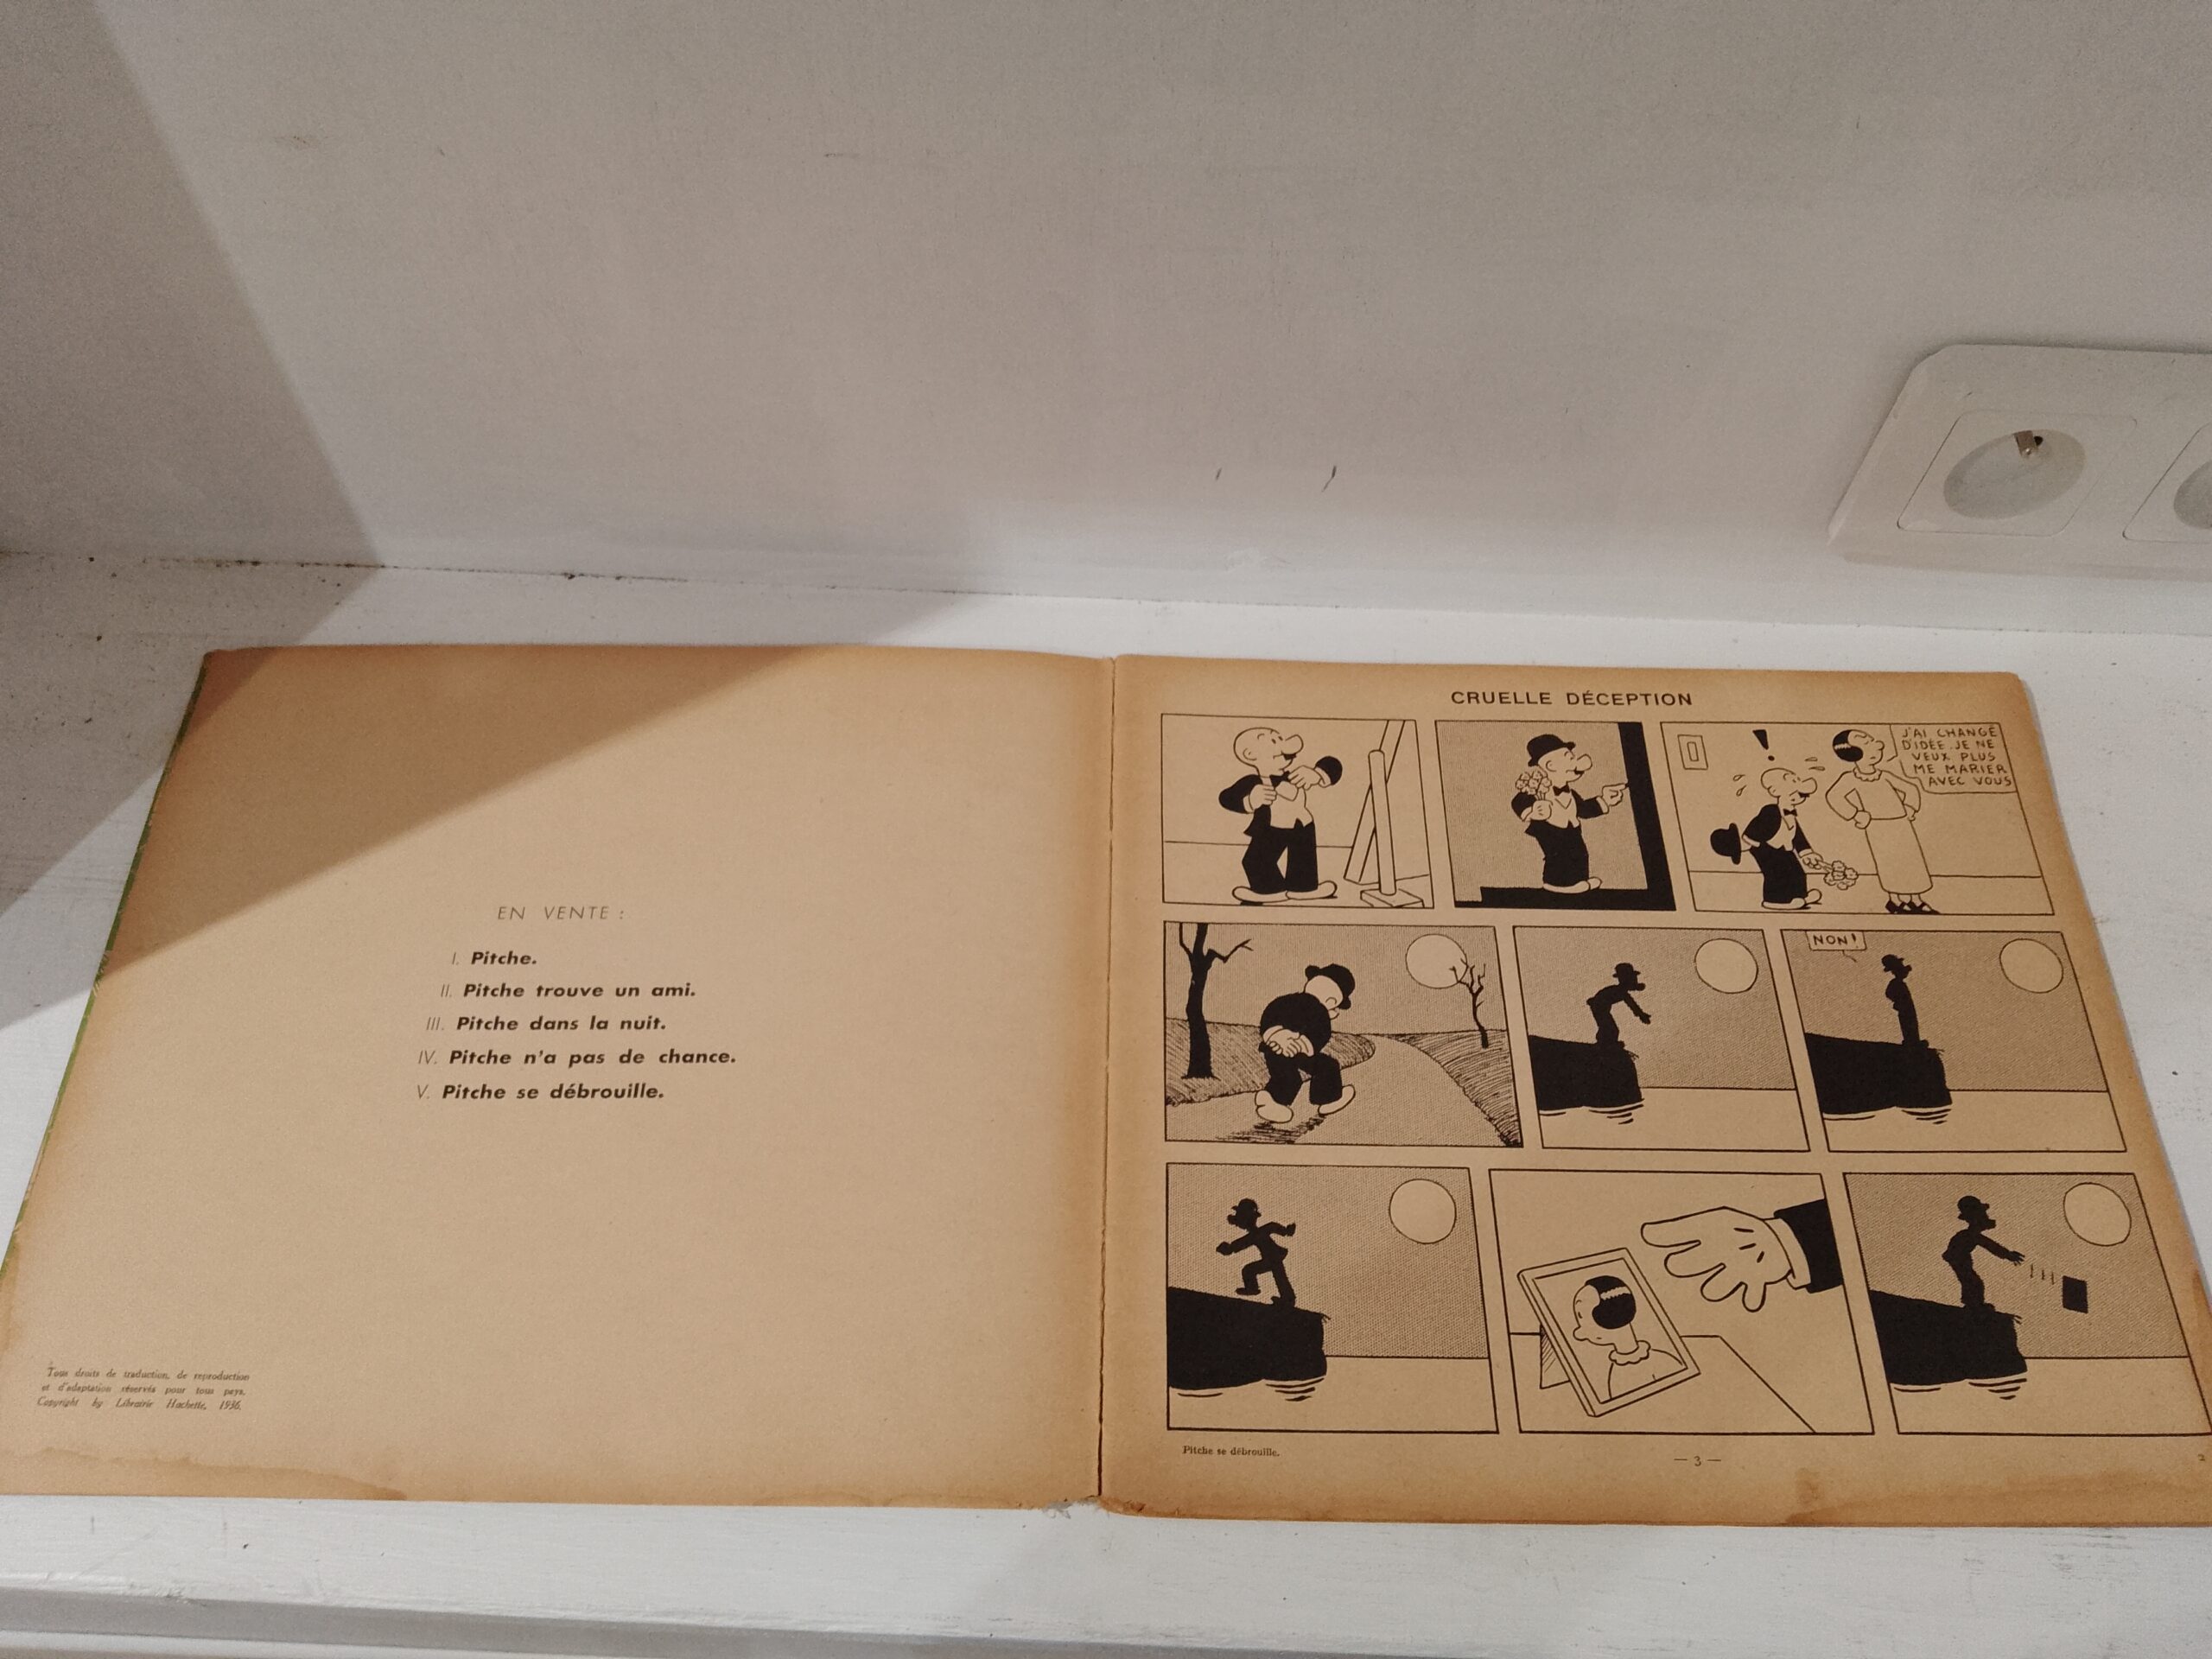 EN VENTE :
I. Pitche.
II. Pitche trouve un ami.
III. Pitche dans la nuit.
IV. Pitche n'a pas de chance.
V. Pitche se débrouille.
Tous droits de traduction, de reproduction
et d'adaptation réservés pour tous pays.
Copyright by Librairie Hachette, 1936.
CRUELLE DÉCEPTION
!
J'AI CHANGÉ
D'IDÉE. JE NE
VEUX PLUS
ME MARIER
AVEC VOUS
NON!
Pitche se débrouille.
— 3 —
2